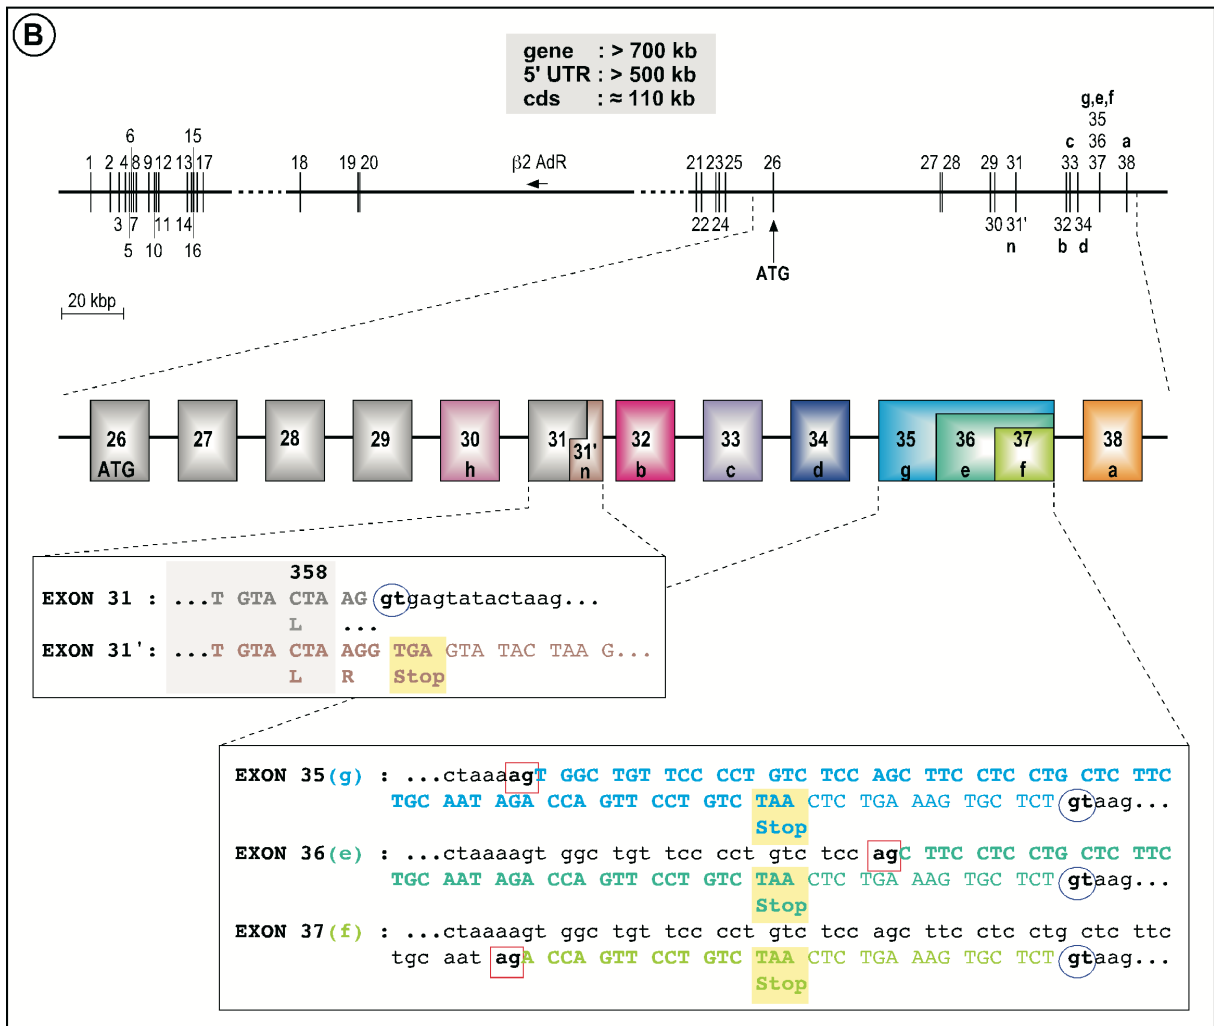 B
gene : > 700 kb
5' UTR : > 500 kb
cds : ≈ 110 kb
g,e,f
6 15 35
36
1 2 4 8 9 12 13 17 18 19 20 β2 AdR 21 23 25 26 27 28 29 31 c 33 37 a 38
3 7 11 14 22 24 30 31' 32 34
5 10 16 n b d
ATG
20 kbp
26 27 28 29 30 31 31' 32 33 34 35 36 37 38
ATG h n b c d g e f a
358
EXON 31 : ...T GTA CTA AG gtgagtatactaag...
L ...
EXON 31': ...T GTA CTA AGG TGA GTA TAC TAA G...
L R Stop
EXON 35(g) : ...ctaaaagT GGC TGT TCC CCT GTC TCC AGC TTC CTC CTG CTC TTC
TGC AAT AGA CCA GTT CCT GTC TAA CTC TGA AAG TGC TCT gtaag...
Stop
EXON 36(e) : ...ctaaaagt ggc tgt tcc cct gtc tcc agC TTC CTC CTG CTC TTC
TGC AAT AGA CCA GTT CCT GTC TAA CTC TGA AAG TGC TCT gtaag...
Stop
EXON 37(f) : ...ctaaaagt ggc tgt tcc cct gtc tcc agc ttc ctc ctg ctc ttc
tgc aat agA CCA GTT CCT GTC TAA CTC TGA AAG TGC TCT gtaag...
Stop